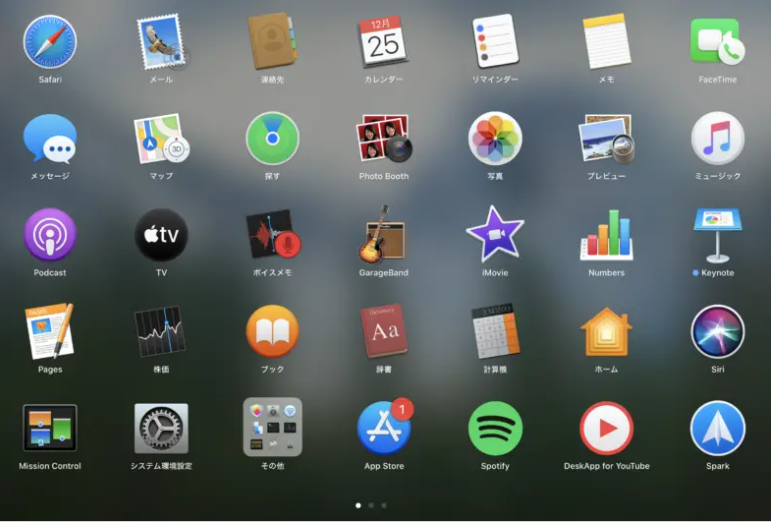 12月
25
Safari
メール
連絡先
カレンダー
リマインダー
メモ
FaceTime
3D
メッセージ
マップ
探す
Photo Booth
写真
プレビュー
ミュージック
tv
Podcast
TV
ボイスメモ
GarageBand
iMovie
Numbers
Keynote
Dictionary
Aa
Pages
株価
ブック
辞書
計算機
ホーム
Siri
1
Mission Control
システム環境設定
その他
App Store
Spotify
DeskApp for YouTube
Spark